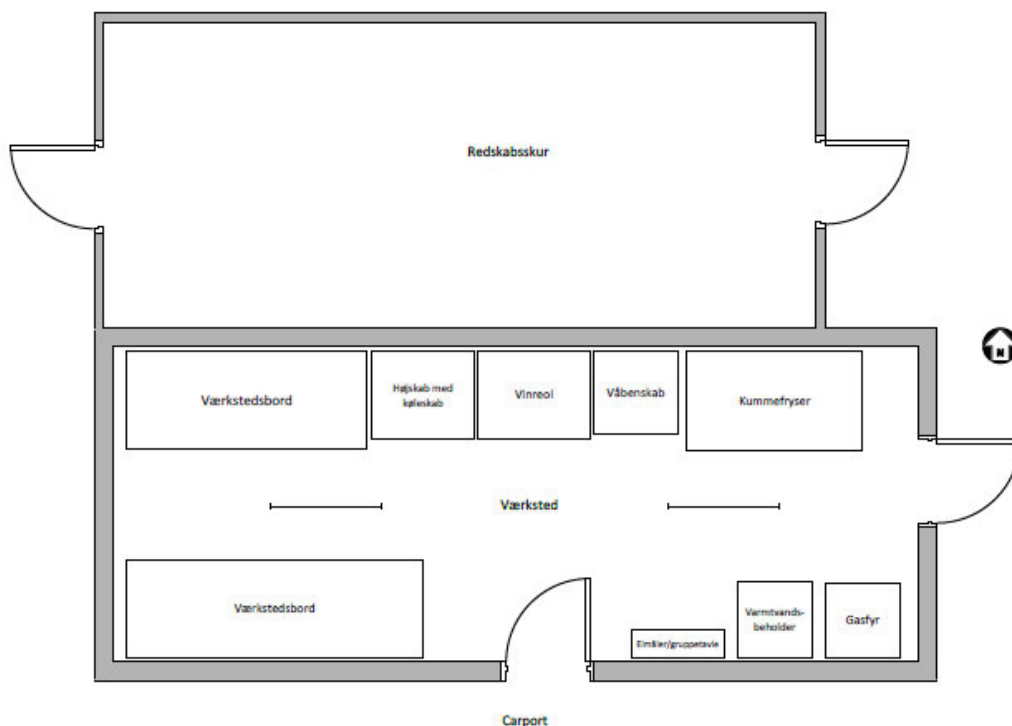 Redskabsskur
N
Værkstedsbord
Højskab med
køleskab
Vinreol
Våbenskab
Kummefryser
Værksted
Værkstedsbord
Elmåler/gruppetavle
Varmtvands-
beholder
Gasfyr
Carport